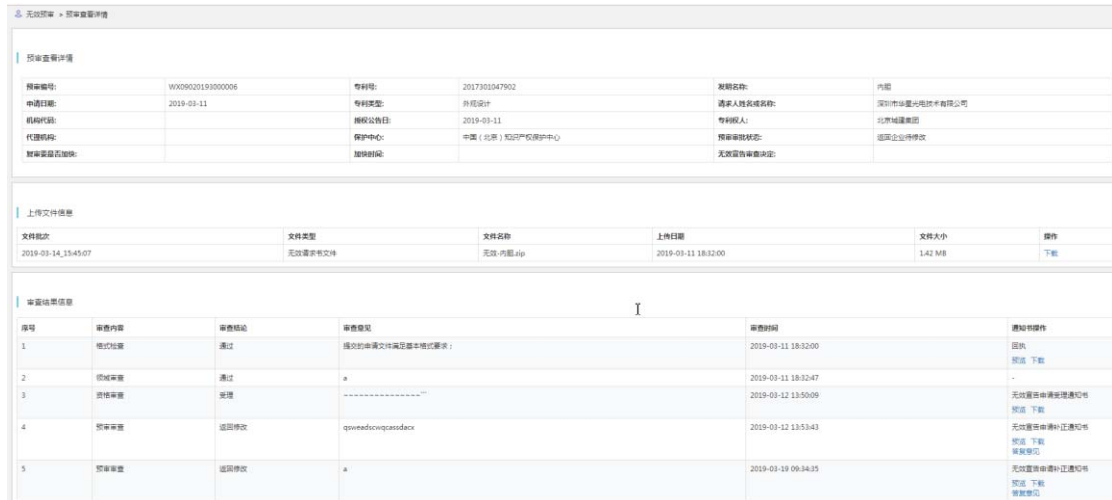 无效预审 » 预审查看详情
预审查看详情
预审编号: WX09020193000006 专利号: 2017301047902 发明名称: 内胆
申请日期: 2019-03-11 专利类型: 外观设计 请求人姓名或名称: 深圳市华星光电技术有限公司
机构代码: 授权公告日: 2019-03-11 专利权人: 北京城建集团
代理机构: 保护中心: 中国（北京）知识产权保护中心 预审审批状态: 返回企业待修改
复审委是否加快: 加快时间: 无效宣告审查决定:
上传文件信息
文件批次 文件类型 文件名称 上传日期 文件大小 操作
2019-03-14_15:45:07 无效请求书文件 无效-内胆.zip 2019-03-11 18:32:00 1.42 MB 下载
审查结果信息
序号 审查内容 审查结论 审查意见 审查时间 通知书操作
1 格式检查 通过 提交的申请文件满足基本格式要求； 2019-03-11 18:32:00 回执
预览 下载
2 领域审查 通过 a 2019-03-11 18:32:47 -
3 资格审查 受理 2019-03-12 13:50:09 无效宣告申请受理通知书
预览 下载
4 预审审查 返回修改 qsweadscwqcassdacx 2019-03-12 13:53:43 无效宣告申请补正通知书
预览 下载
答复意见
5 预审审查 返回修改 a 2019-03-19 09:34:35 无效宣告申请补正通知书
预览 下载
答复意见